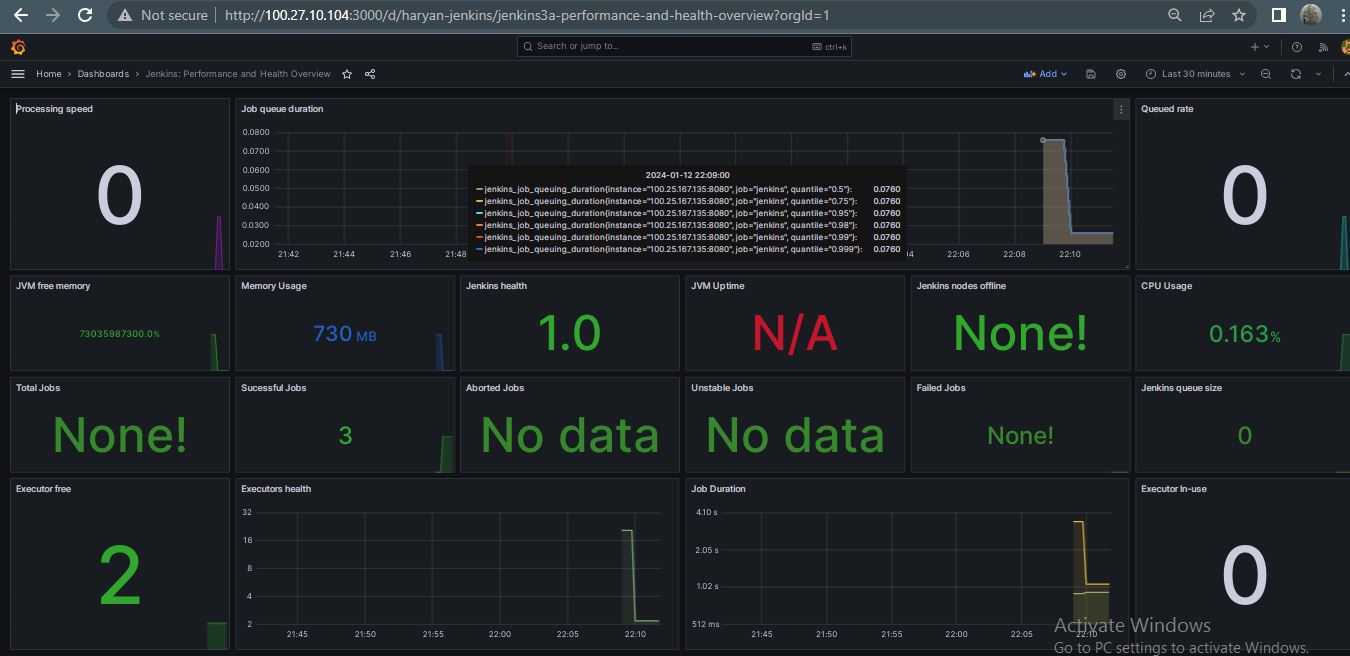 Not secure | http://100.27.10.104:3000/d/haryan-jenkins/jenkins3a-performance-and-health-overview?orgId=1
Search or jump to... ctrl+k
Home › Dashboards › Jenkins: Performance and Health Overview Add Last 30 minutes
Processing speed
0
Job queue duration
0.0800
0.0700
0.0600
0.0500
0.0400
0.0300
0.0200
2024-01-12 22:09:00
jenkins_job_queuing_duration{instance="100.25.167.135:8080", job="jenkins", quantile="0.5"}: 0.0760
jenkins_job_queuing_duration{instance="100.25.167.135:8080", job="jenkins", quantile="0.75"}: 0.0760
jenkins_job_queuing_duration{instance="100.25.167.135:8080", job="jenkins", quantile="0.95"}: 0.0760
jenkins_job_queuing_duration{instance="100.25.167.135:8080", job="jenkins", quantile="0.98"}: 0.0760
jenkins_job_queuing_duration{instance="100.25.167.135:8080", job="jenkins", quantile="0.99"}: 0.0760
jenkins_job_queuing_duration{instance="100.25.167.135:8080", job="jenkins", quantile="0.999"}: 0.0760
21:42 21:44 21:46 21:48 04 22:06 22:08 22:10
Queued rate
0
JVM free memory
73035987300.0%
Memory Usage
730 MB
Jenkins health
1.0
JVM Uptime
N/A
Jenkins nodes offline
None!
CPU Usage
0.163%
Total Jobs
None!
Sucessful Jobs
3
Aborted Jobs
No data
Unstable Jobs
No data
Failed Jobs
None!
Jenkins queue size
0
Executor free
2
Executors health
32
16
8
4
2
21:45 21:50 21:55 22:00 22:05 22:10
Job Duration
4.10 s
2.05 s
1.02 s
512 ms
21:45 21:50 21:55 22:00 22:05 22:10
Executor In-use
0
Activate Windows
Go to PC settings to activate Windows.